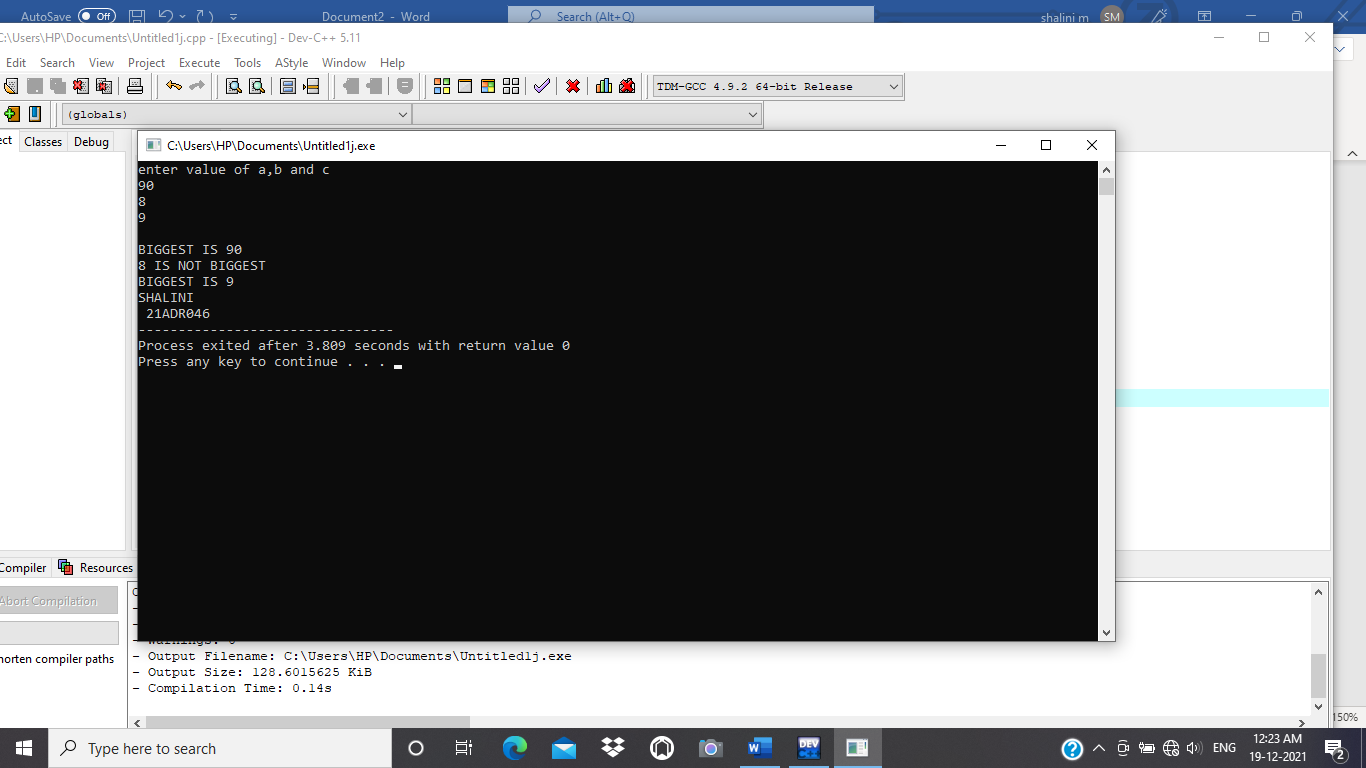 AutoSave Off Document2 - Word Search (Alt+Q) shalini m SM
C:\Users\HP\Documents\Untitled1j.cpp - [Executing] - Dev-C++ 5.11
Edit Search View Project Execute Tools AStyle Window Help
TDM-GCC 4.9.2 64-bit Release
(globals)
Classes Debug
C:\Users\HP\Documents\Untitled1j.exe
enter value of a,b and c
90
8
9
BIGGEST IS 90
8 IS NOT BIGGEST
BIGGEST IS 9
SHALINI
21ADR046
--------------------------------
Process exited after 3.809 seconds with return value 0
Press any key to continue . . .
Compiler Resources
Abort Compilation
horten compiler paths
- Output Filename: C:\Users\HP\Documents\Untitled1j.exe
- Output Size: 128.6015625 KiB
- Compilation Time: 0.14s
150%
Type here to search
DEV
ENG
12:23 AM
19-12-2021
2